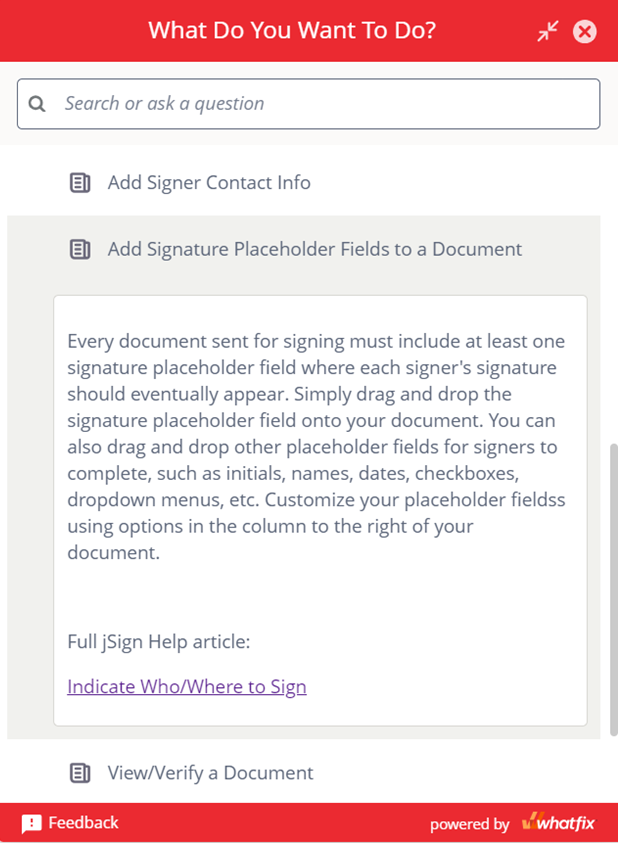 What Do You Want To Do?
Search or ask a question
Add Signer Contact Info
Add Signature Placeholder Fields to a Document
Every document sent for signing must include at least one
signature placeholder field where each signer's signature
should eventually appear. Simply drag and drop the
signature placeholder field onto your document. You can
also drag and drop other placeholder fields for signers to
complete, such as initials, names, dates, checkboxes,
dropdown menus, etc. Customize your placeholder fieldss
using options in the column to the right of your
document.
Full jSign Help article:
Indicate Who/Where to Sign
View/Verify a Document
Feedback
powered by whatfix